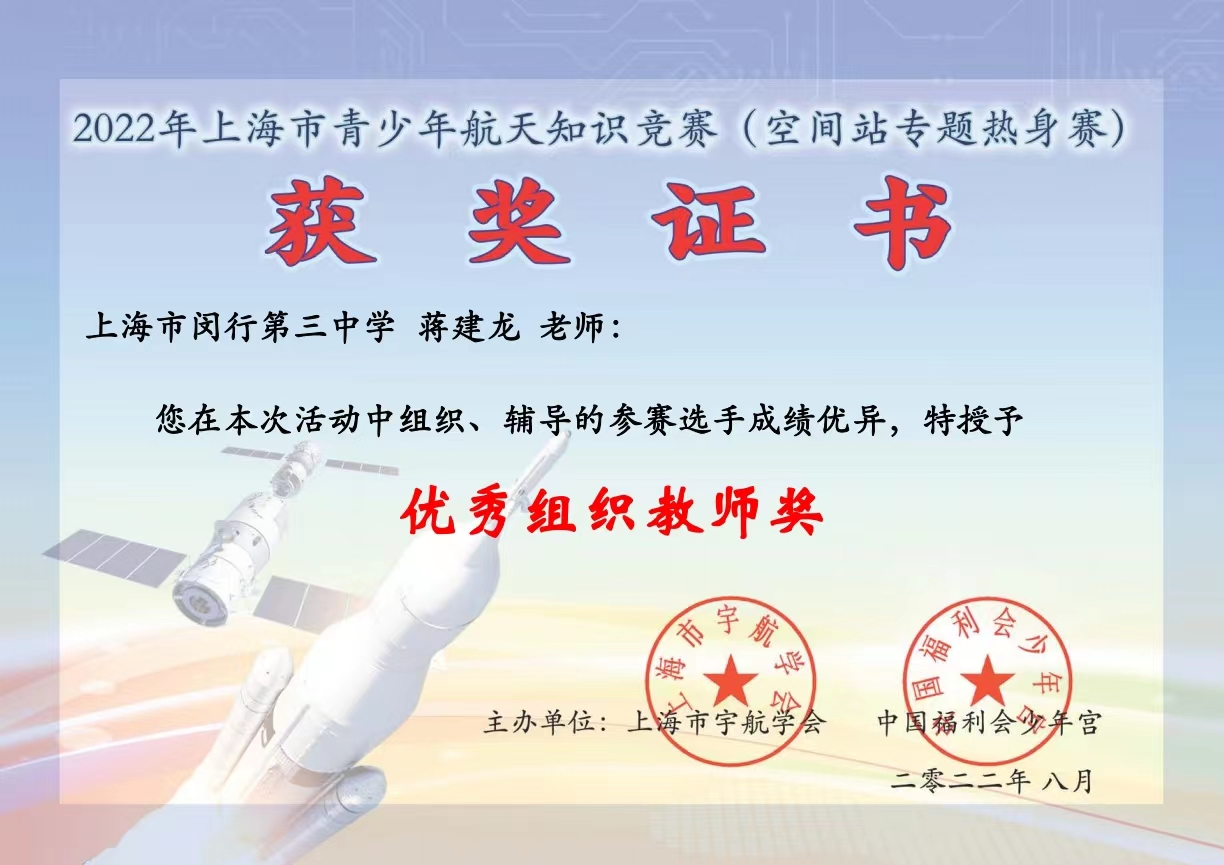 2022年上海市青少年航天知识竞赛（空间站专题热身赛）
获奖证书
上海市闵行第三中学 蒋建龙 老师：
您在本次活动中组织、辅导的参赛选手成绩优异，特授予
优秀组织教师奖
上海市宇航学会
中国福利会少年宫
主办单位：上海市宇航学会 中国福利会少年宫
二零二二年 八月